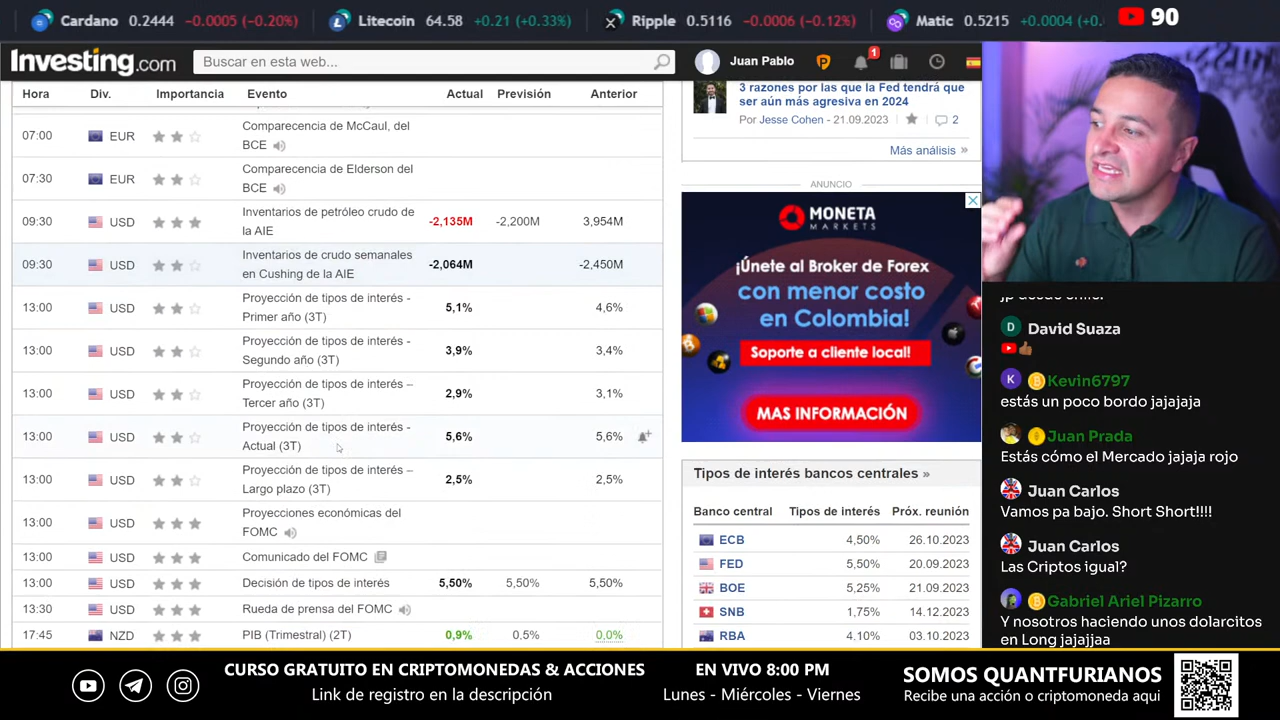 Cardano 0.2444 -0.0005 (-0.20%) Litecoin 64.58 +0.21 (+0.33%) Ripple 0.5116 -0.0006 (-0.12%) Matic 0.5215 +0.0004 (+0. 90
Investing.com Buscar en esta web... Juan Pablo 1
Hora Div. Importancia Evento Actual Previsión Anterior
07:00 EUR Comparecencia de McCaul, del
BCE
07:30 EUR Comparecencia de Elderson del
BCE
09:30 USD Inventarios de petróleo crudo de
la AIE -2,135M -2,200M 3,954M
09:30 USD Inventarios de crudo semanales
en Cushing de la AIE -2,064M -2,450M
13:00 USD Proyección de tipos de interés -
Primer año (3T) 5,1% 4,6%
13:00 USD Proyección de tipos de interés -
Segundo año (3T) 3,9% 3,4%
13:00 USD Proyección de tipos de interés –
Tercer año (3T) 2,9% 3,1%
13:00 USD Proyección de tipos de interés -
Actual (3T) 5,6% 5,6%
13:00 USD Proyección de tipos de interés –
Largo plazo (3T) 2,5% 2,5%
13:00 USD Proyecciones económicas del
FOMC
13:00 USD Comunicado del FOMC
13:00 USD Decisión de tipos de interés 5,50% 5,50% 5,50%
13:30 USD Rueda de prensa del FOMC
17:45 NZD PIB (Trimestral) (2T) 0,9% 0,5% 0,0%
3 razones por las que la Fed tendrá que
ser aún más agresiva en 2024
Por Jesse Cohen - 21.09.2023 2
Más análisis »
ANUNCIO
MONETA
MARKETS
¡Únete al Broker de Forex
con menor costo
en Colombia!
Soporte a cliente local!
MAS INFORMACIÓN
Tipos de interés bancos centrales »
Banco central Tipos de interés Próx. reunión
ECB 4,50% 26.10.2023
FED 5,50% 20.09.2023
BOE 5,25% 21.09.2023
SNB 1,75% 14.12.2023
RBA 4.10% 03.10.2023
D David Suaza
K Kevin6797
estás un poco bordo jajajaja
Juan Prada
Estás cómo el Mercado jajaja rojo
Juan Carlos
Vamos pa bajo. Short Short!!!!
Juan Carlos
Las Criptos igual?
Gabriel Ariel Pizarro
Y nosotros haciendo unos dolarcitos
en Long jajajjaa
CURSO GRATUITO EN CRIPTOMONEDAS & ACCIONES
Link de registro en la descripción
EN VIVO 8:00 PM
Lunes - Miércoles - Viernes
SOMOS QUANTFURIANOS
Recibe una acción o criptomoneda aqui